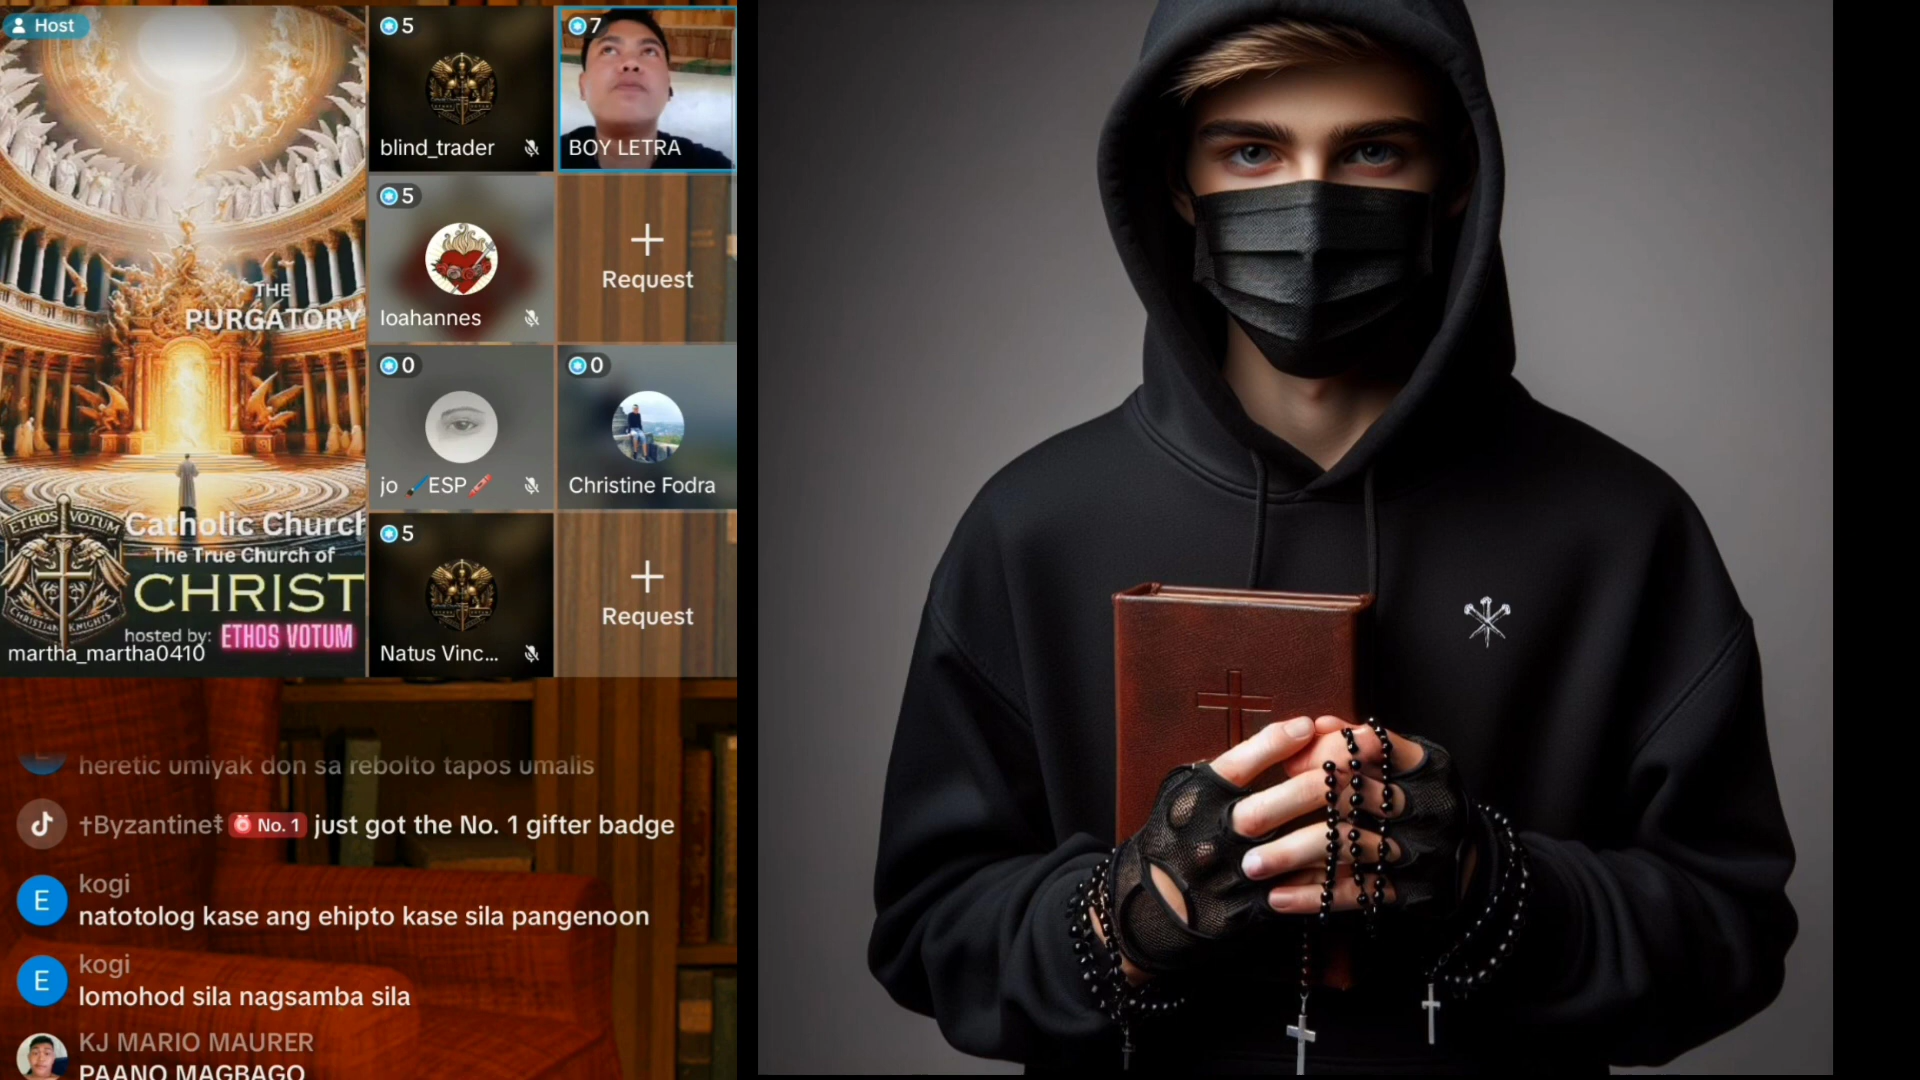 Host
5
blind_trader
7
BOY LETRA
5
Ioahannes
+
Request
0
jo 🖌️ESP🖍️
0
Christine Fodra
5
Natus Vinc...
+
Request
THE
PURGATORY
ETHOS VOTUM
CHRISTIAN KNIGHTS
Catholic Church
The True Church of
CHRIST
hosted by: ETHOS VOTUM
martha_martha0410
heretic umiyak don sa rebolto tapos umalis
†Byzantine‡ No. 1 just got the No. 1 gifter badge
E
kogi
natotolog kase ang ehipto kase sila pangenoon
E
kogi
lomohod sila nagsamba sila
KJ MARIO MAURER
PAANO MAGBAGO